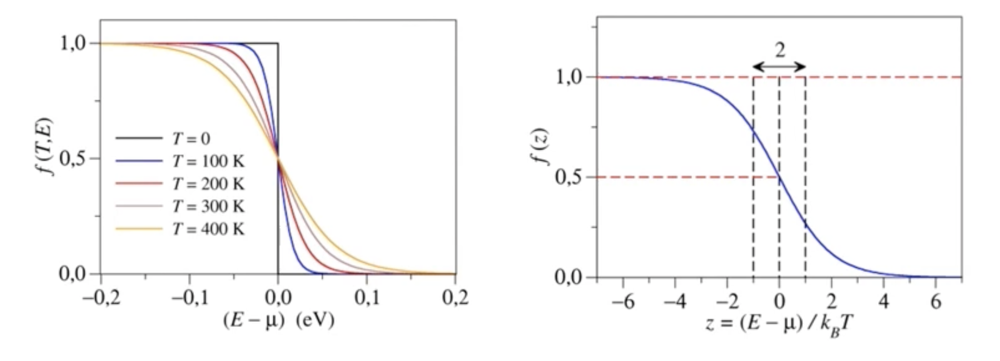 1,0
0,5
0,0
f (T,E)
T = 0
T = 100 K
T = 200 K
T = 300 K
T = 400 K
−0,2 −0,1 0,0 0,1 0,2
(E − μ) (eV)
2
1,0
0,5
0,0
f (z)
−6 −4 −2 0 2 4 6
z = (E − μ) / k_BT